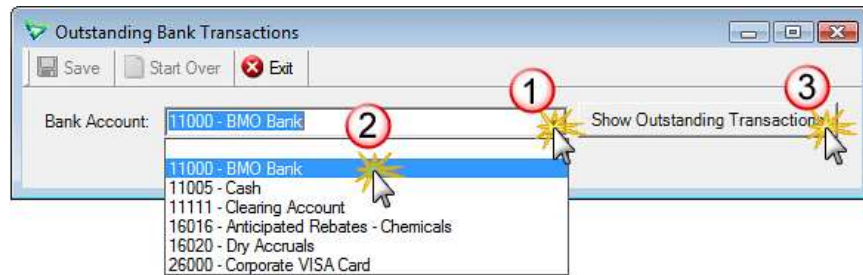 Outstanding Bank Transactions
Save Start Over Exit
1 3
Bank Account: 11000 - BMO Bank 2 Show Outstanding Transactions
11000 - BMO Bank
11005 - Cash
11111 - Clearing Account
16016 - Anticipated Rebates - Chemicals
16020 - Dry Accruals
26000 - Corporate VISA Card